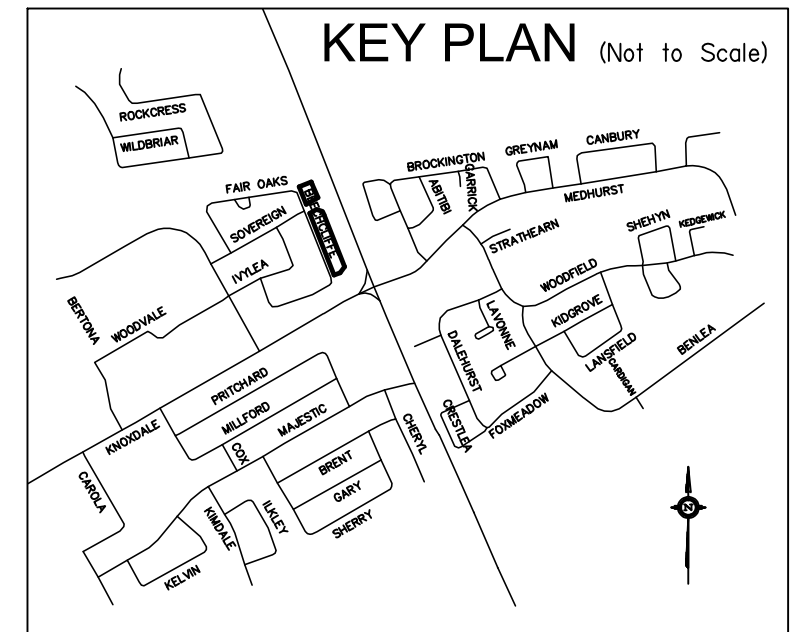 KEY PLAN (Not to Scale)
ROCKCRESS
WILDBRIAR
FAIR OAKS
BEECHCLIFFE
SOVEREIGN
IVYLEA
BERTONA
WOODVALE
BROCKINGTON
GREYNAM
CANBURY
ABITIBI
GARRICK
MEDHURST
STRATHEARN
SHEHYN
KEDGEWICK
WOODFIELD
KIDGROVE
LAVONNE
DALEHURST
LANSFIELD
CARDIGAN
BENLEA
CRESTLEA
FOXMEADOW
PRITCHARD
MILLFORD
MAJESTIC
KNOXDALE
COX
CHERYL
CAROLA
BRENT
GARY
SHERRY
KIMDALE
ILKLEY
KELVIN
N